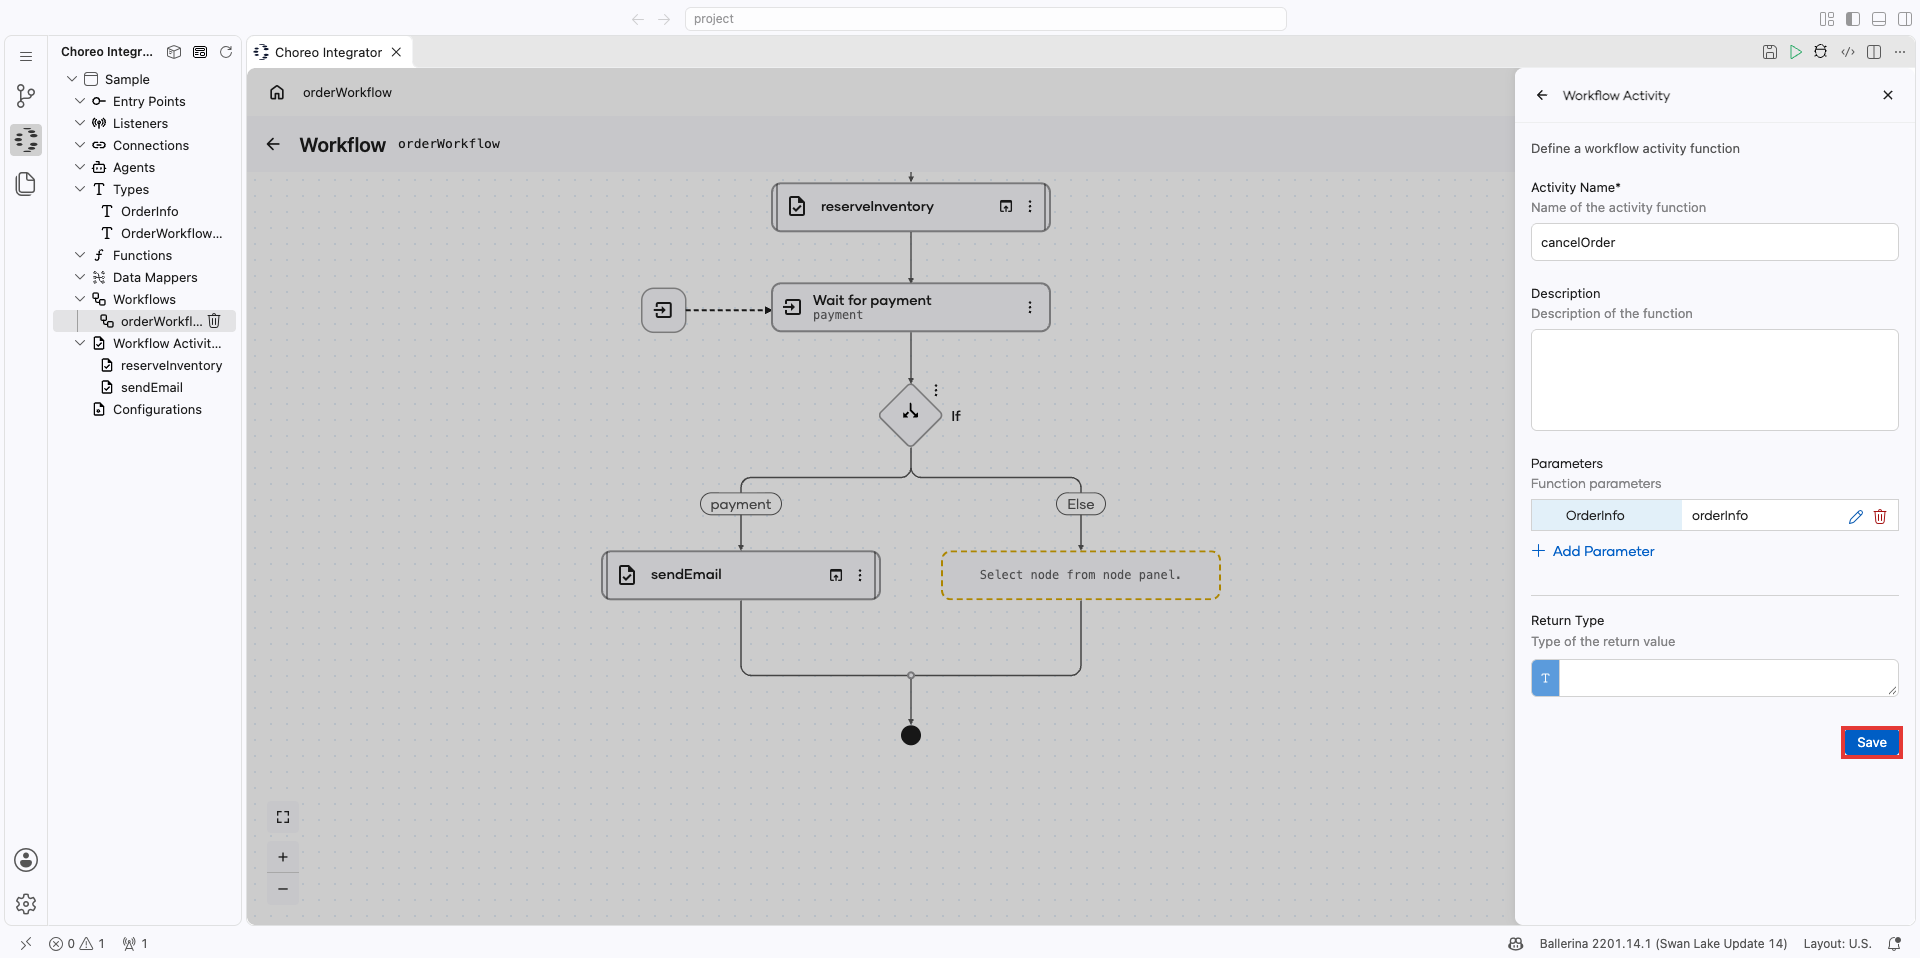 project
Choreo Integr...
Choreo Integrator
Sample
Entry Points
Listeners
Connections
Agents
Types
OrderInfo
OrderWorkflow...
Functions
Data Mappers
Workflows
orderWorkfl...
Workflow Activit...
reserveInventory
sendEmail
Configurations
orderWorkflow
Workflow orderWorkflow
reserveInventory
Wait for payment
payment
If
payment
Else
sendEmail
Select node from node panel.
Workflow Activity
Define a workflow activity function
Activity Name*
Name of the activity function
cancelOrder
Description
Description of the function
Parameters
Function parameters
OrderInfo orderInfo
Add Parameter
Return Type
Type of the return value
T
Save
0 1 1
Ballerina 2201.14.1 (Swan Lake Update 14) Layout: U.S.